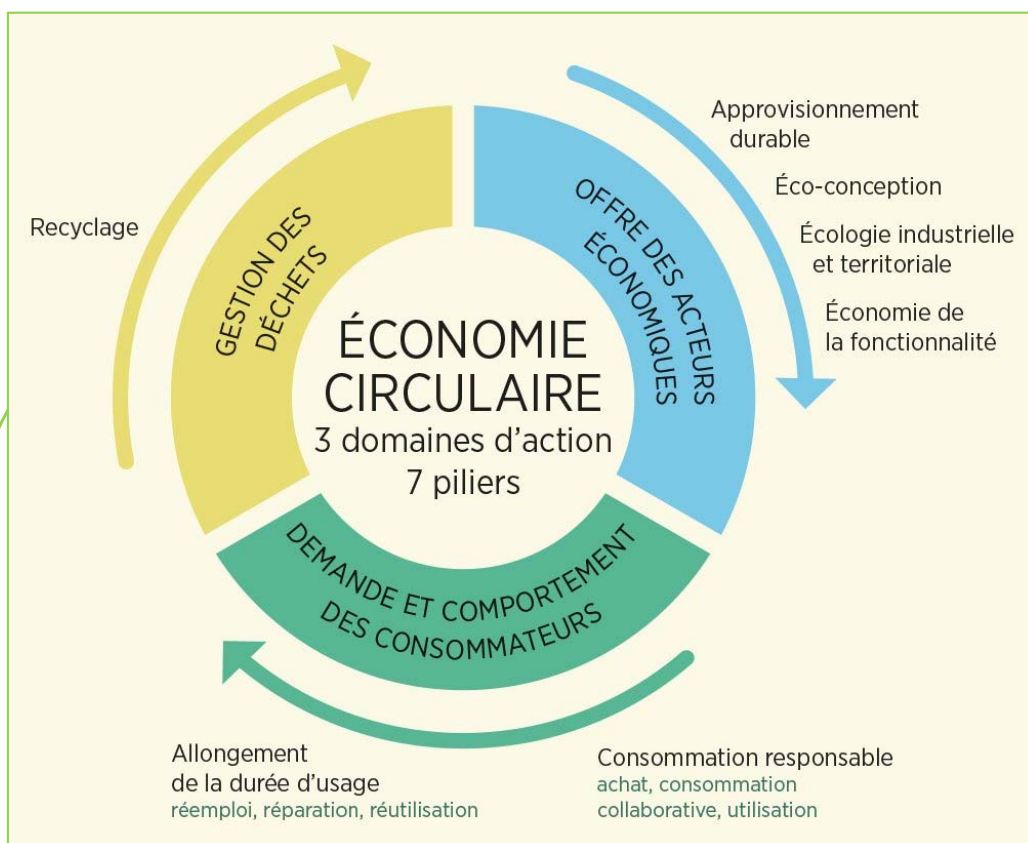 ÉCONOMIE
CIRCULAIRE
3 domaines d'action
7 piliers
OFFRE DES ACTEURS
ÉCONOMIQUES
Approvisionnement
durable
Éco-conception
Écologie industrielle
et territoriale
Économie de
la fonctionnalité
DEMANDE ET COMPORTEMENT
DES CONSOMMATEURS
Consommation responsable
achat, consommation
collaborative, utilisation
Allongement
de la durée d'usage
réemploi, réparation, réutilisation
GESTION DES
DÉCHETS
Recyclage